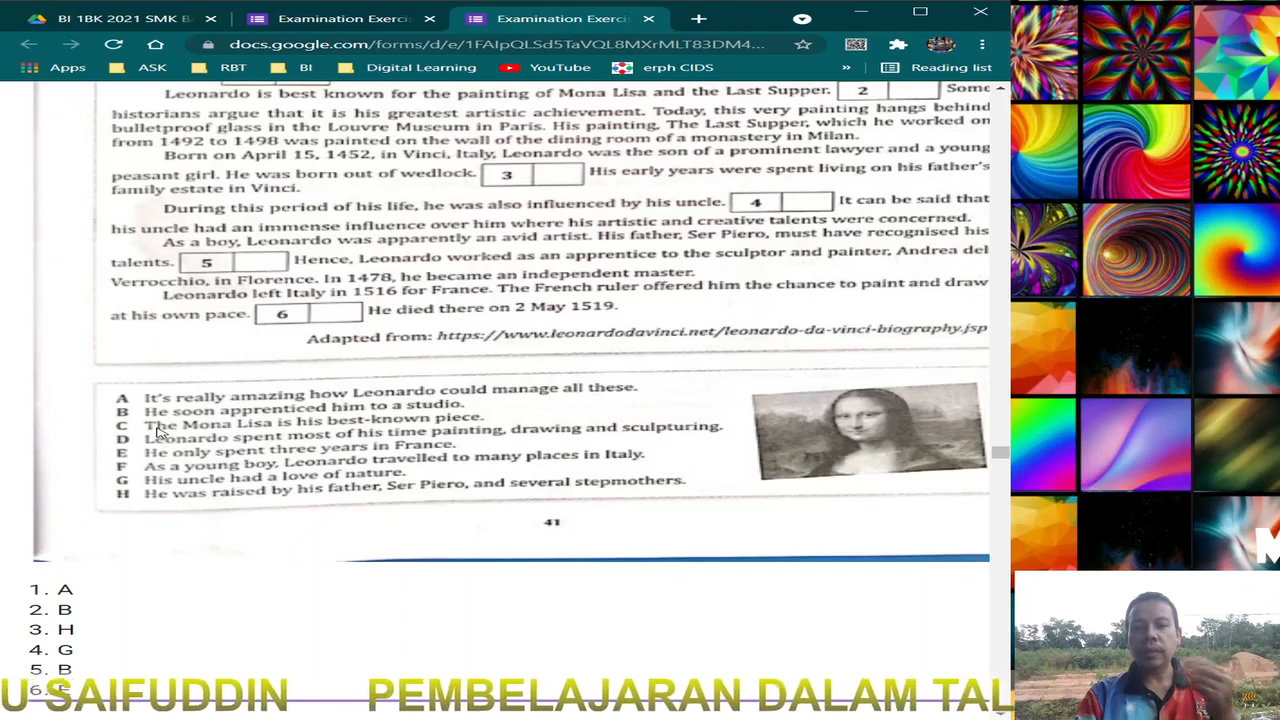 BI 1BK 2021 SMK B
Examination Exerci
Examination Exerci
docs.google.com/forms/d/e/1FAIpQLSd5TaVQL8MXrMLT83DM4...
Apps
ASK
RBT
BI
Digital Learning
YouTube
erph CIDS
»
Reading list
Leonardo is best known for the painting of Mona Lisa and the Last Supper. 2 Some
historians argue that it is his greatest artistic achievement. Today, this very painting hangs behind
bulletproof glass in the Louvre Museum in Paris. His painting, The Last Supper, which he worked on
from 1492 to 1498 was painted on the wall of the dining room of a monastery in Milan.
Born on April 15, 1452, in Vinci, Italy, Leonardo was the son of a prominent lawyer and a young
peasant girl. He was born out of wedlock. 3 His early years were spent living on his father's
family estate in Vinci.
During this period of his life, he was also influenced by his uncle. 4 It can be said that
his uncle had an immense influence over him where his artistic and creative talents were concerned.
As a boy, Leonardo was apparently an avid artist. His father, Ser Piero, must have recognised his
talents. 5 Hence, Leonardo worked as an apprentice to the sculptor and painter, Andrea del
Verrocchio, in Florence. In 1478, he became an independent master.
Leonardo left Italy in 1516 for France. The French ruler offered him the chance to paint and draw
at his own pace. 6 He died there on 2 May 1519.
Adapted from: https://www.leonardodavinci.net/leonardo-da-vinci-biography.jsp
A It's really amazing how Leonardo could manage all these.
B He soon apprenticed him to a studio.
C The Mona Lisa is his best-known piece.
D Leonardo spent most of his time painting, drawing and sculpturing.
E He only spent three years in France.
F As a young boy, Leonardo travelled to many places in Italy.
G His uncle had a love of nature.
H He was raised by his father, Ser Piero, and several stepmothers.
41
1. A
2. B
3. H
4. G
5. B
6. E
U SAIFUDDIN PEMBELAJARAN DALAM TAL
M